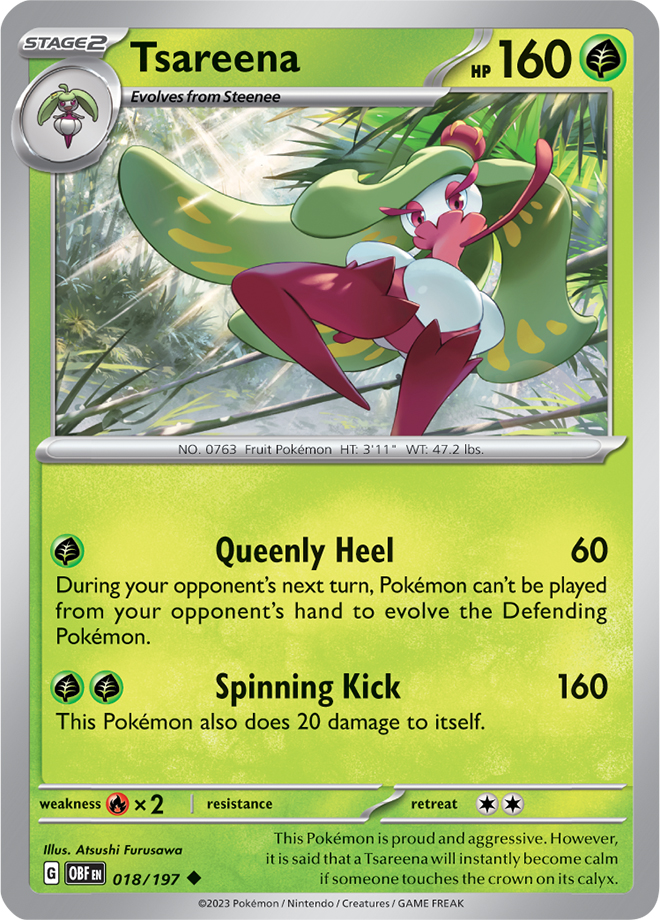 STAGE2
Tsareena
HP 160
Evolves from Steenee
NO. 0763 Fruit Pokémon HT: 3'11" WT: 47.2 lbs.
Queenly Heel 60
During your opponent's next turn, Pokémon can't be played
from your opponent's hand to evolve the Defending
Pokémon.
Spinning Kick 160
This Pokémon also does 20 damage to itself.
weakness ×2 resistance retreat
Illus. Atsushi Furusawa
This Pokémon is proud and aggressive. However,
it is said that a Tsareena will instantly become calm
if someone touches the crown on its calyx.
G OBF EN 018/197
©2023 Pokémon / Nintendo / Creatures / GAME FREAK